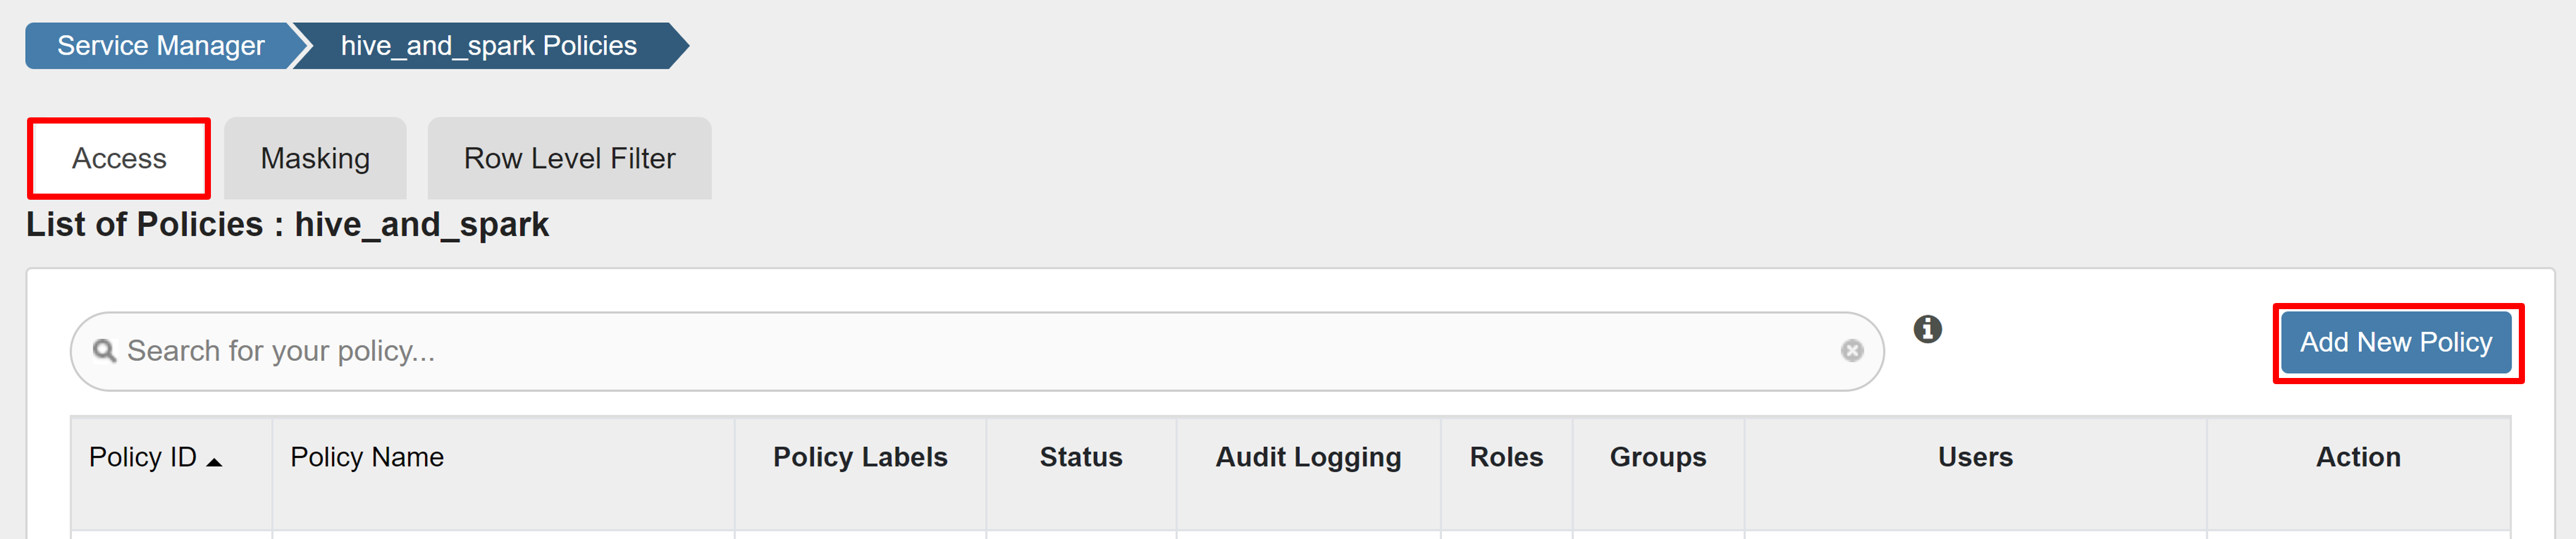 Service Manager hive_and_spark Policies
Access Masking Row Level Filter
List of Policies : hive_and_spark
Search for your policy...
Add New Policy
Policy ID Policy Name Policy Labels Status Audit Logging Roles Groups Users Action